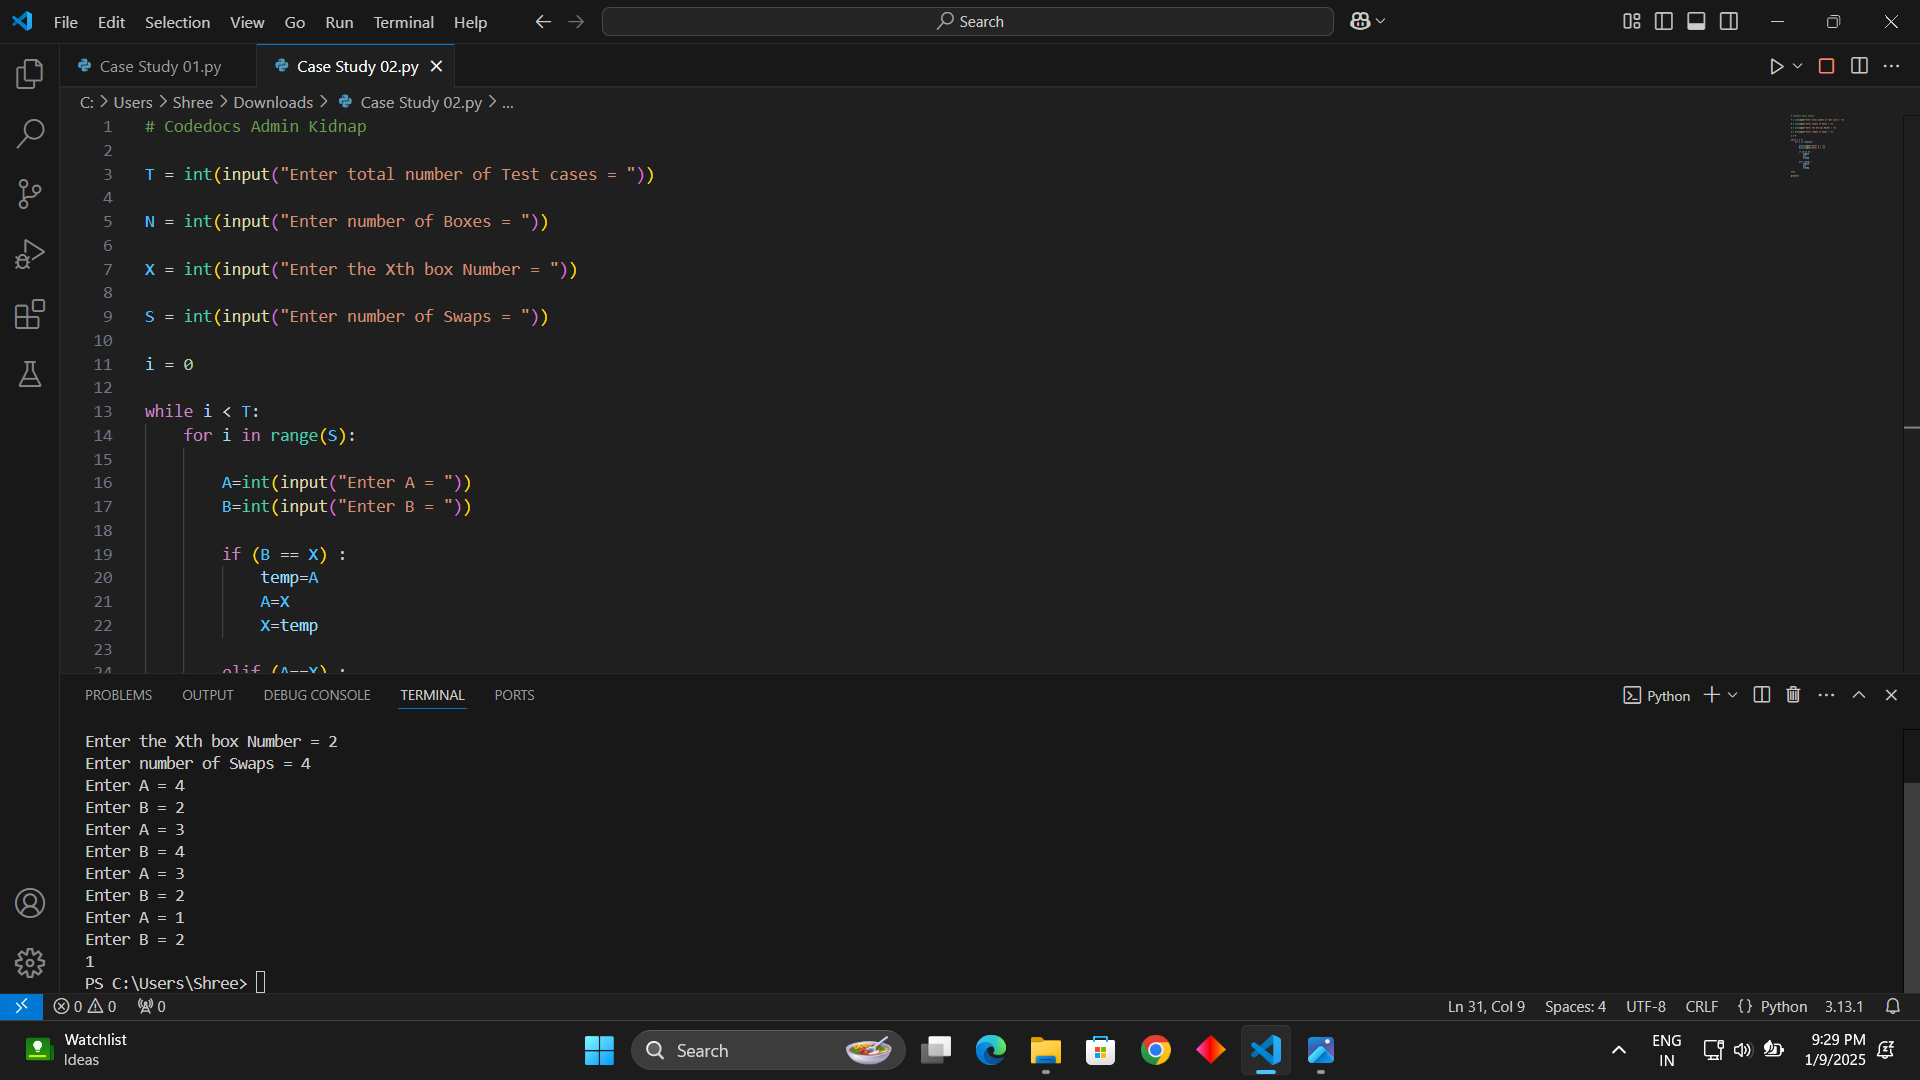 File Edit Selection View Go Run Terminal Help Search
Case Study 01.py Case Study 02.py
C: > Users > Shree > Downloads > Case Study 02.py > ...
1 # Codedocs Admin Kidnap
2
3 T = int(input("Enter total number of Test cases = "))
4
5 N = int(input("Enter number of Boxes = "))
6
7 X = int(input("Enter the Xth box Number = "))
8
9 S = int(input("Enter number of Swaps = "))
10
11 i = 0
12
13 while i < T:
14 for i in range(S):
15
16 A=int(input("Enter A = "))
17 B=int(input("Enter B = "))
18
19 if (B == X) :
20 temp=A
21 A=X
22 X=temp
23
24 elif (A==X) :
PROBLEMS OUTPUT DEBUG CONSOLE TERMINAL PORTS Python
Enter the Xth box Number = 2
Enter number of Swaps = 4
Enter A = 4
Enter B = 2
Enter A = 3
Enter B = 4
Enter A = 3
Enter B = 2
Enter A = 1
Enter B = 2
1
PS C:\Users\Shree>
0 0 0 Ln 31, Col 9 Spaces: 4 UTF-8 CRLF {} Python 3.13.1
Watchlist
Ideas
Search
ENG
IN
9:29 PM
1/9/2025